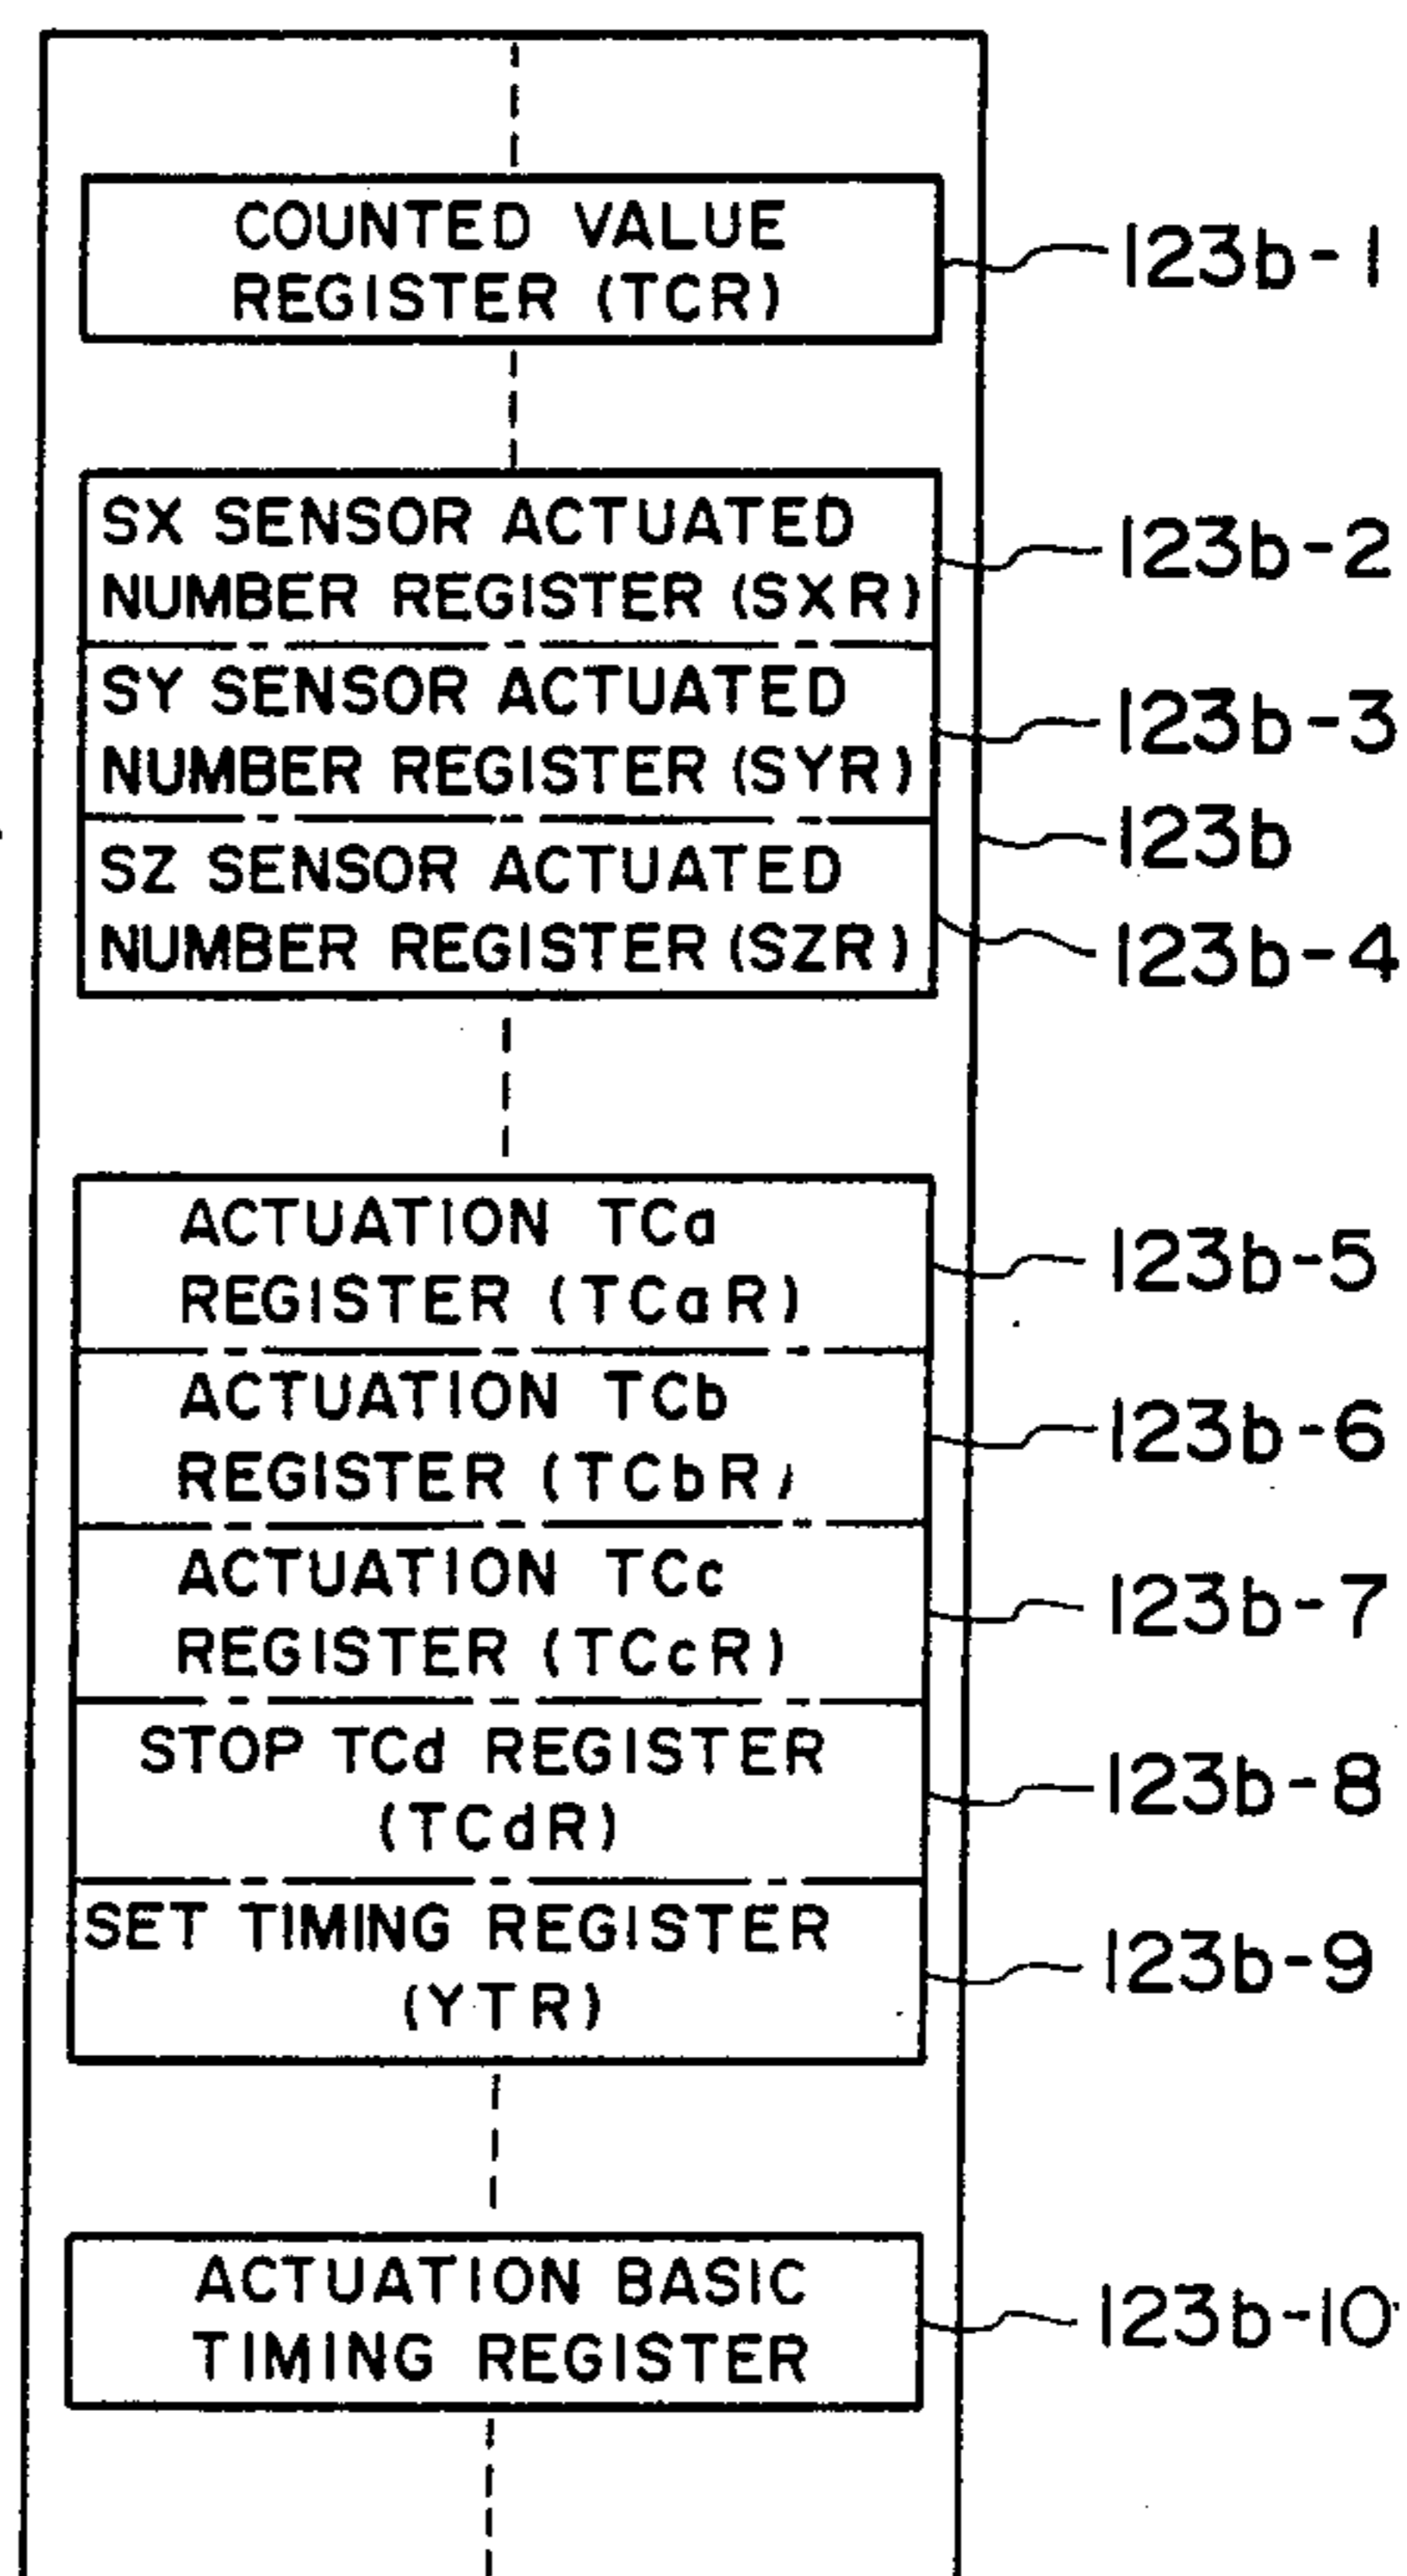 COUNTED VALUE
REGISTER (TCR)
123b-1
SX SENSOR ACTUATED
NUMBER REGISTER (SXR)
123b-2
SY SENSOR ACTUATED
NUMBER REGISTER (SYR)
123b-3
123b
SZ SENSOR ACTUATED
NUMBER REGISTER (SZR)
123b-4
ACTUATION TCa
REGISTER (TCaR)
123b-5
ACTUATION TCb
REGISTER (TCbR)
123b-6
ACTUATION TCc
REGISTER (TCcR)
123b-7
STOP TCd REGISTER
(TCdR)
123b-8
SET TIMING REGISTER
(YTR)
123b-9
ACTUATION BASIC
TIMING REGISTER
123b-10